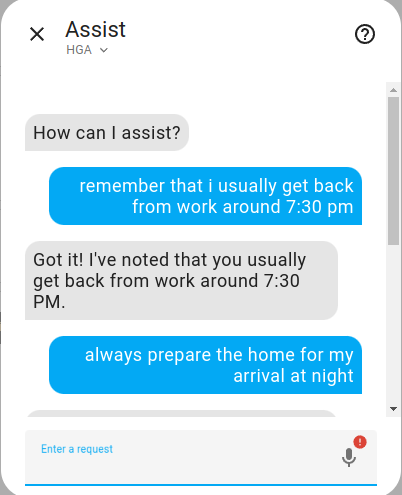 Assist
HGA
How can I assist?
remember that i usually get back
from work around 7:30 pm
Got it! I've noted that you usually
get back from work around 7:30
PM.
always prepare the home for my
arrival at night
Enter a request